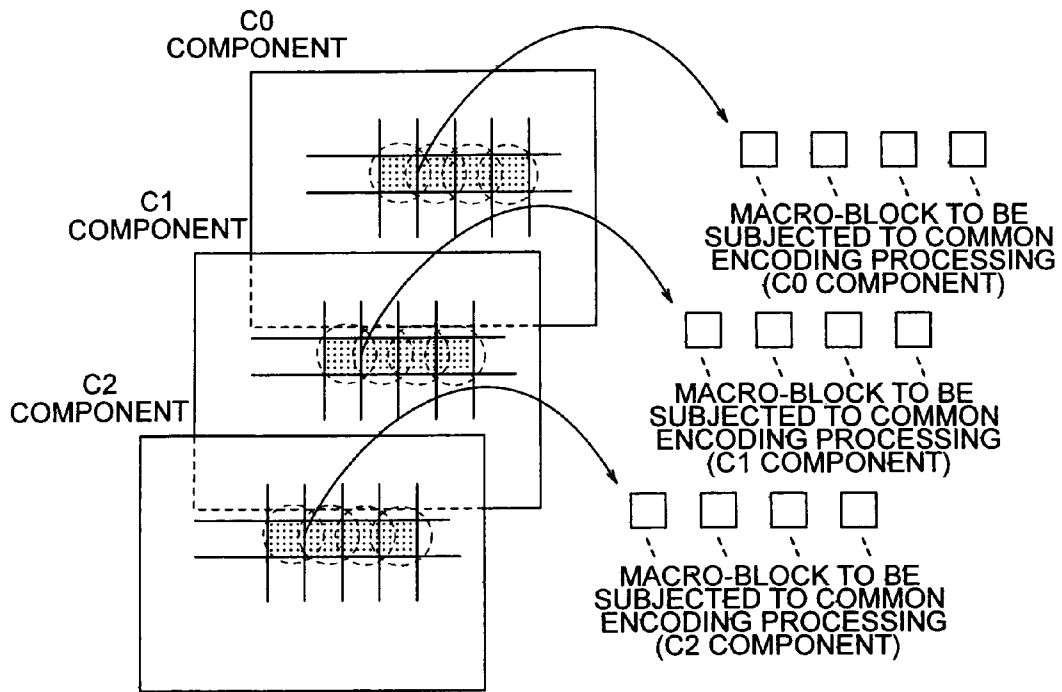 C0
COMPONENT
C1
COMPONENT
MACRO-BLOCK TO BE
SUBJECTED TO COMMON
ENCODING PROCESSING
(C0 COMPONENT)
C2
COMPONENT
MACRO-BLOCK TO BE
SUBJECTED TO COMMON
ENCODING PROCESSING
(C1 COMPONENT)
MACRO-BLOCK TO BE
SUBJECTED TO COMMON
ENCODING PROCESSING
(C2 COMPONENT)